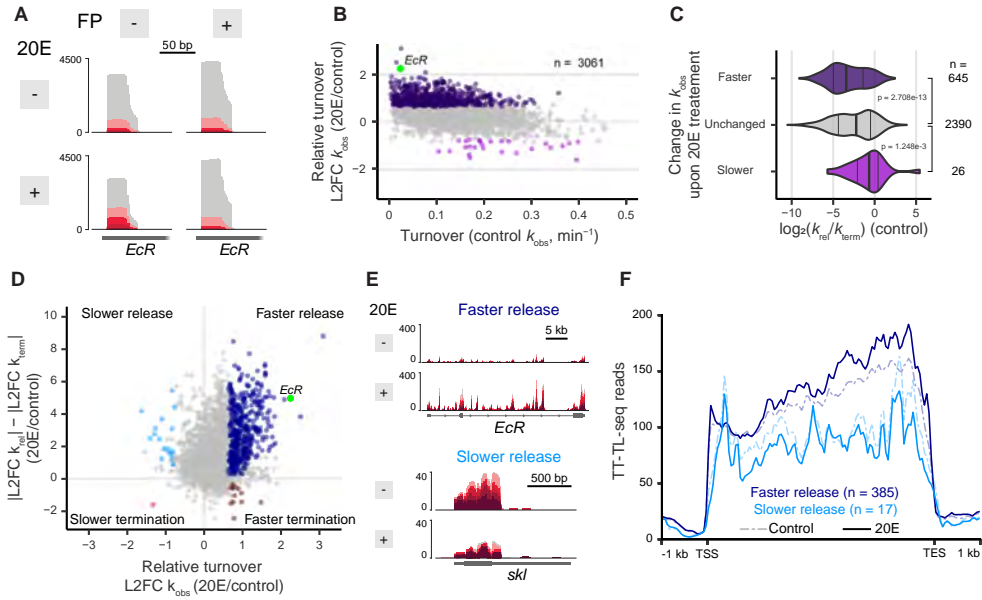 A
FP
-
+
20E
50 bp
4500
0
-
4500
0
+
EcR
EcR
B
Relative turnover
L2FC kobs (20E/control)
EcR
n = 3061
2
0
−2
0
0.1
0.2
0.3
0.4
0.5
Turnover (control kobs, min−1)
C
Change in kobs
upon 20E treatement
n =
Faster
645
p = 2.708e-13
Unchanged
2390
p = 1.248e-3
Slower
26
−10
−5
0
5
log2(krel/kterm) (control)
D
|L2FC krel| − |L2FC kterm|
(20E/control)
Slower release
Faster release
10
8
6
4
2
0
−2
EcR
Slower termination
Faster termination
−3
−2
−1
0
1
2
3
Relative turnover
L2FC kobs (20E/control)
E
20E
Faster release
400
5 kb
-
0
400
+
0
EcR
Slower release
40
500 bp
-
0
40
+
0
skl
F
TT-TL-seq reads
200
150
100
50
0
Faster release (n = 385)
Slower release (n = 17)
Control
20E
-1 kb
TSS
TES
1 kb